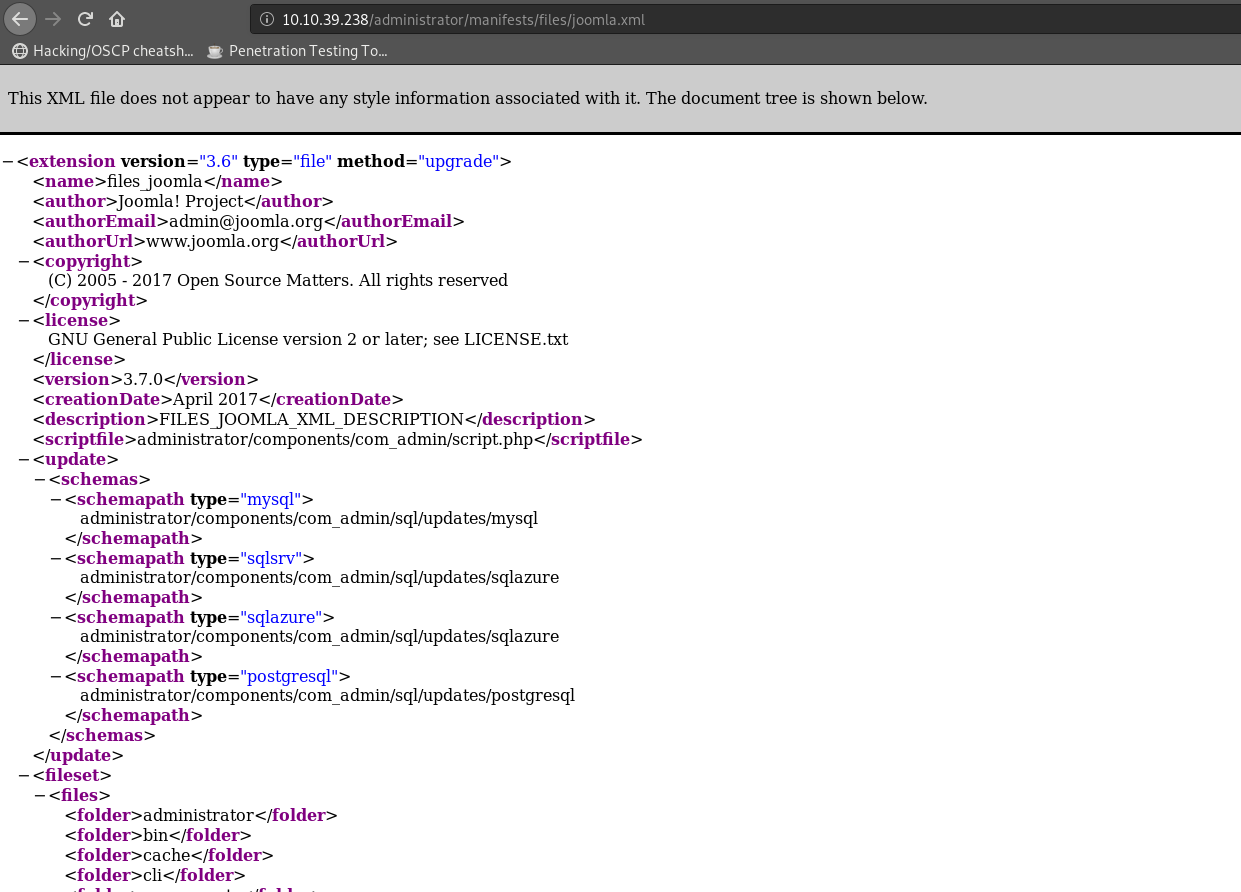 10.10.39.238/administrator/manifests/files/joomla.xml
Hacking/OSCP cheatsh... Penetration Testing To...
This XML file does not appear to have any style information associated with it. The document tree is shown below.
−<extension version="3.6" type="file" method="upgrade">
<name>files_joomla</name>
<author>Joomla! Project</author>
<authorEmail>admin@joomla.org</authorEmail>
<authorUrl>www.joomla.org</authorUrl>
−<copyright>
(C) 2005 - 2017 Open Source Matters. All rights reserved
</copyright>
−<license>
GNU General Public License version 2 or later; see LICENSE.txt
</license>
<version>3.7.0</version>
<creationDate>April 2017</creationDate>
<description>FILES_JOOMLA_XML_DESCRIPTION</description>
<scriptfile>administrator/components/com_admin/script.php</scriptfile>
−<update>
−<schemas>
−<schemapath type="mysql">
administrator/components/com_admin/sql/updates/mysql
</schemapath>
−<schemapath type="sqlsrv">
administrator/components/com_admin/sql/updates/sqlazure
</schemapath>
−<schemapath type="sqlazure">
administrator/components/com_admin/sql/updates/sqlazure
</schemapath>
−<schemapath type="postgresql">
administrator/components/com_admin/sql/updates/postgresql
</schemapath>
</schemas>
</update>
−<fileset>
−<files>
<folder>administrator</folder>
<folder>bin</folder>
<folder>cache</folder>
<folder>cli</folder>